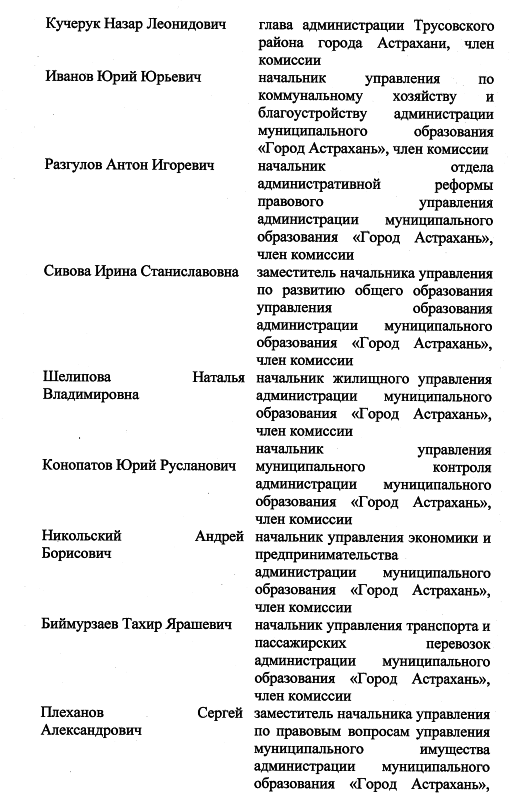 Кучерук Назар Леонидович глава администрации Трусовского
района города Астрахани, член
комиссии
Иванов Юрий Юрьевич начальник управления по
коммунальному хозяйству и
благоустройству администрации
муниципального образования
«Город Астрахань», член комиссии
Разгулов Антон Игоревич начальник отдела
административной реформы
правового управления
администрации муниципального
образования «Город Астрахань»,
член комиссии
Сивова Ирина Станиславовна заместитель начальника управления
по развитию общего образования
управления образования
администрации муниципального
образования «Город Астрахань»,
член комиссии
Шелипова Наталья начальник жилищного управления
Владимировна администрации муниципального
образования «Город Астрахань»,
член комиссии
начальник управления
Конопатов Юрий Русланович муниципального контроля
администрации муниципального
образования «Город Астрахань»,
член комиссии
Никольский Андрей начальник управления экономики и
Борисович предпринимательства
администрации муниципального
образования «Город Астрахань»,
член комиссии
Биймурзаев Тахир Ярашевич начальник управления транспорта и
пассажирских перевозок
администрации муниципального
образования «Город Астрахань»,
член комиссии
Плеханов Сергей заместитель начальника управления
Александрович по правовым вопросам управления
муниципального имущества
администрации муниципального
образования «Город Астрахань»,